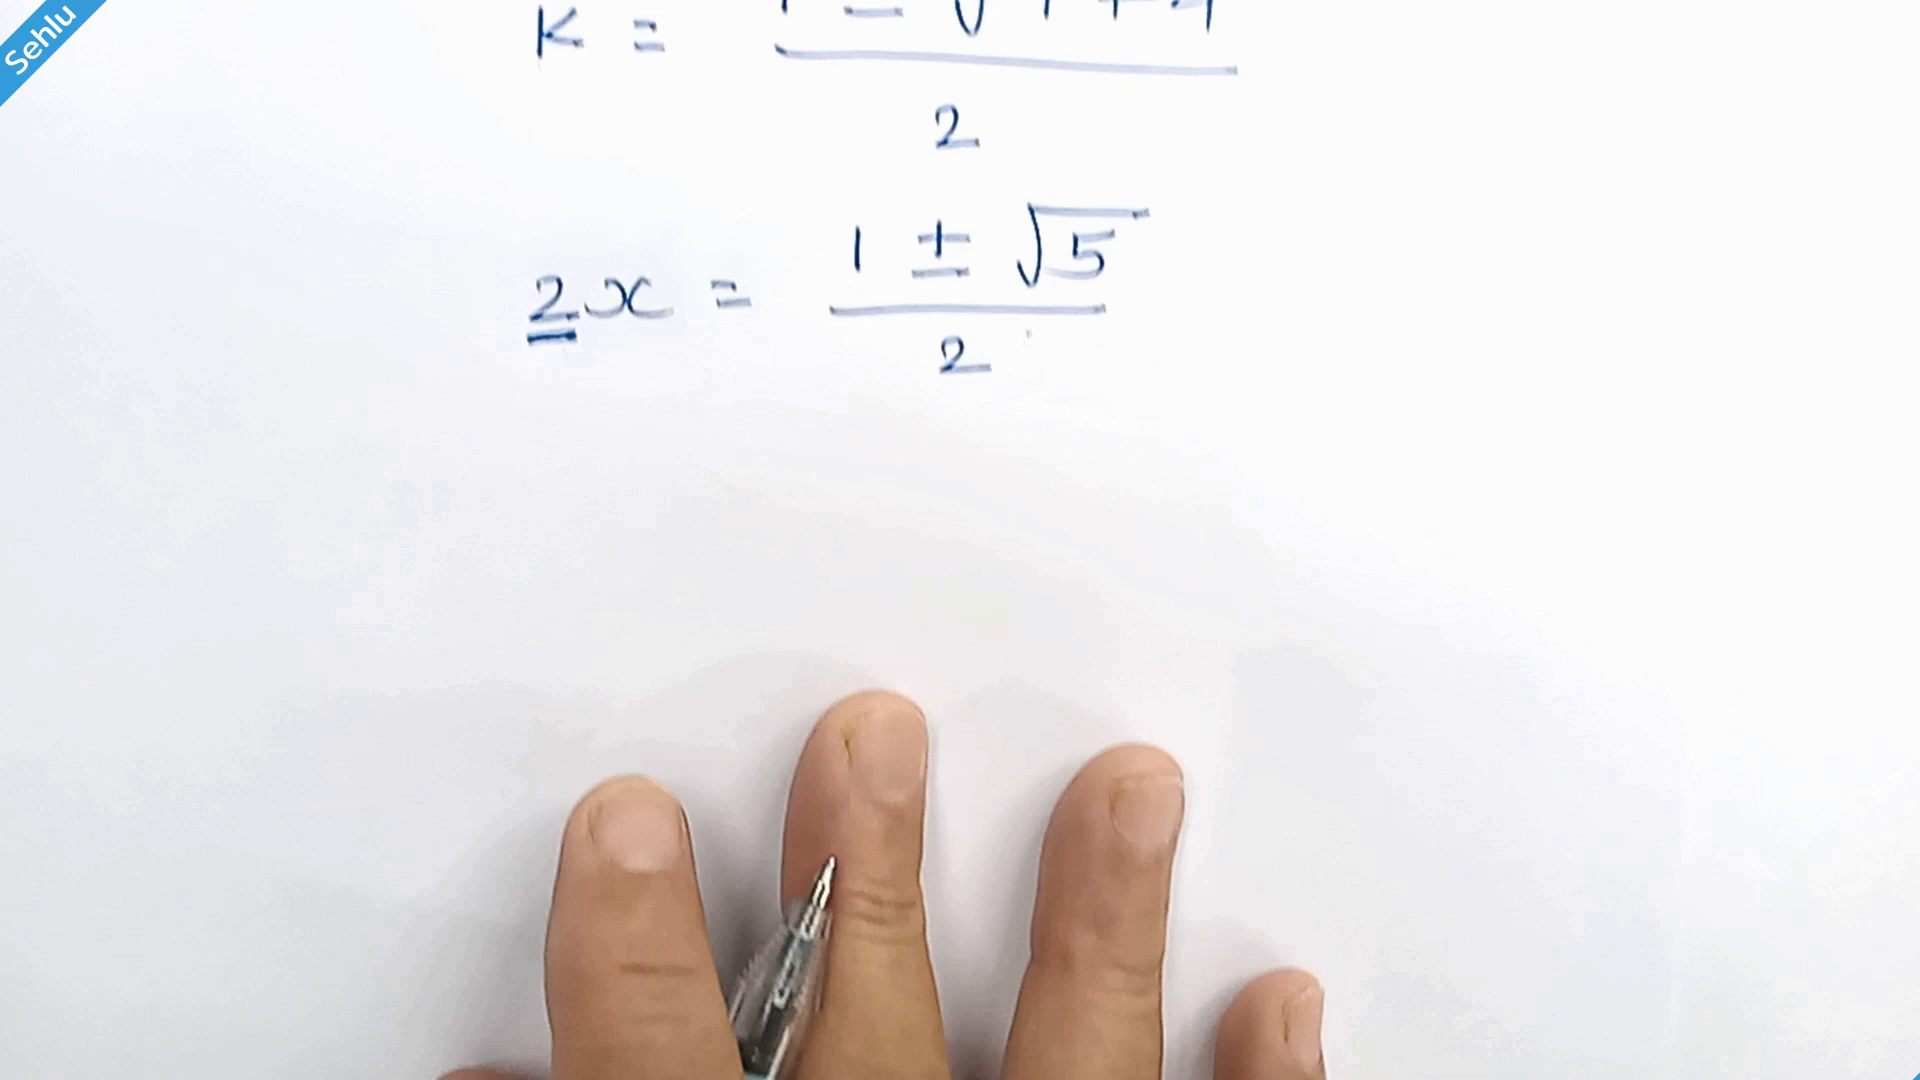 Sehlu
K =
2
2x = (1 ± √5) / 2